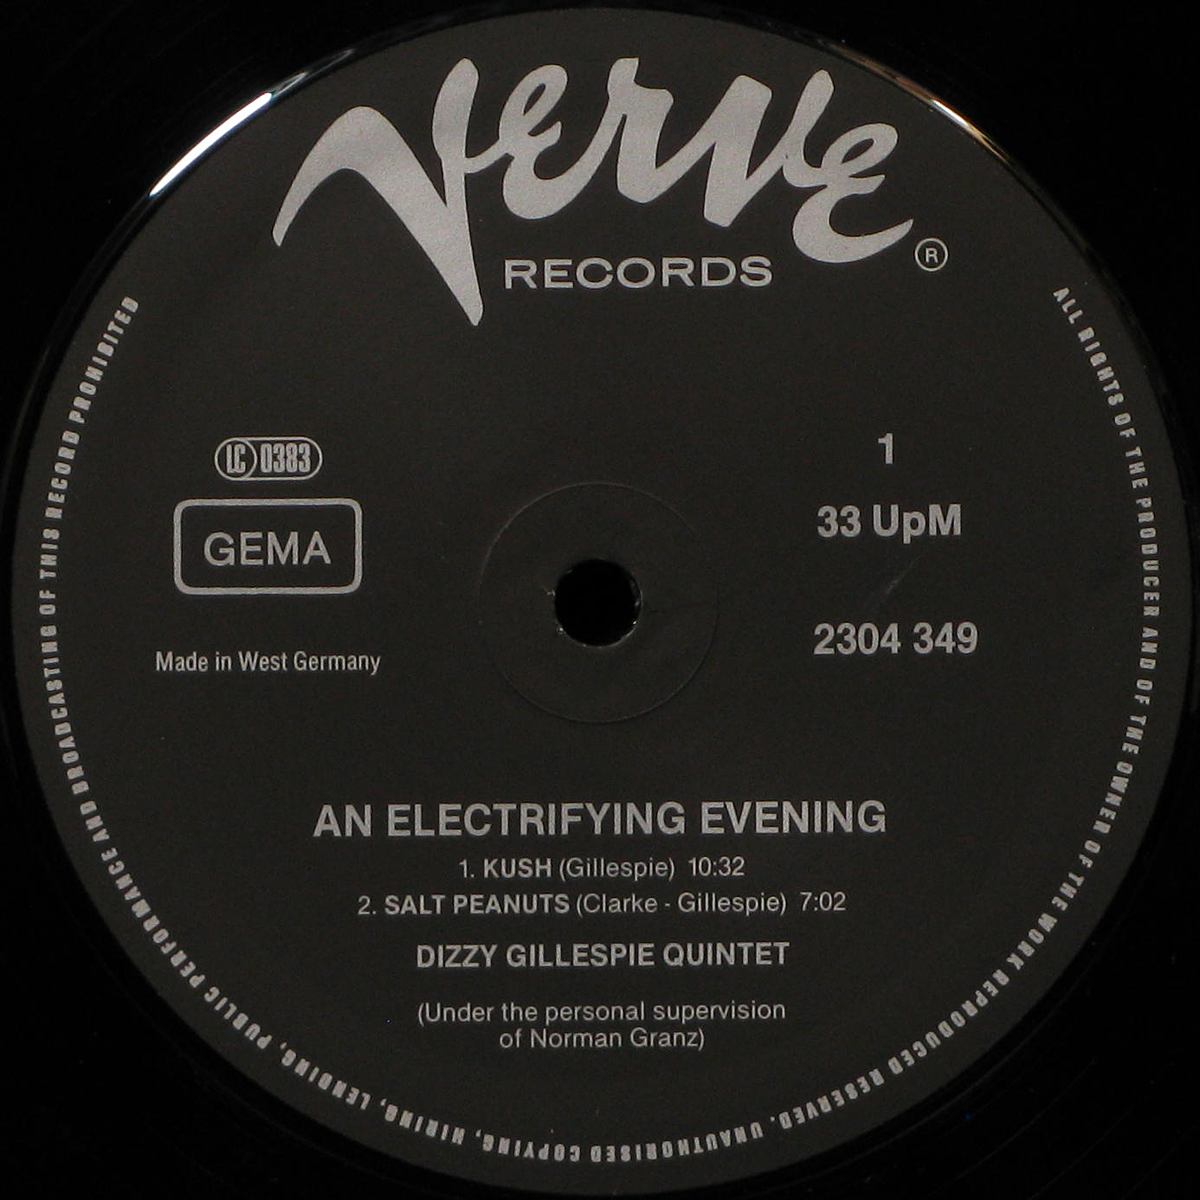 Verve
RECORDS
®
LC 0383
GEMA
Made in West Germany
1
33 UpM
2304 349
AN ELECTRIFYING EVENING
1. KUSH (Gillespie) 10:32
2. SALT PEANUTS (Clarke - Gillespie) 7:02
DIZZY GILLESPIE QUINTET
(Under the personal supervision
of Norman Granz)
ALL RIGHTS OF THE PRODUCER AND OF THE OWNER OF THE WORK REPRODUCED RESERVED. UNAUTHORISED COPYING, HIRING, LENDING, PUBLIC PERFORMANCE AND BROADCASTING OF THIS RECORD PROHIBITED